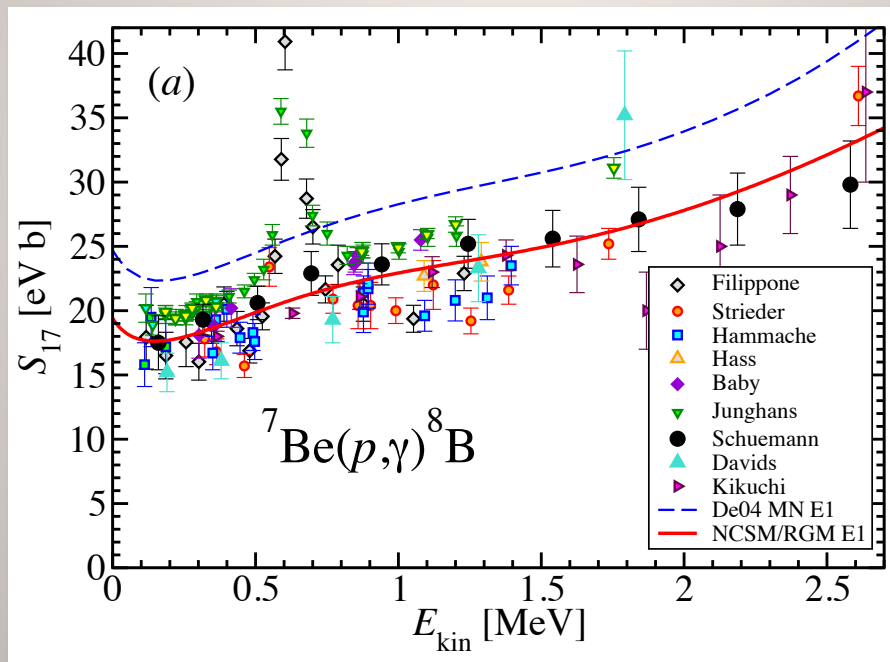 (a)
40
35
30
25
20
15
10
5
0
S17 [eV b]
7Be(p,γ)8B
Filippone
Strieder
Hammache
Hass
Baby
Junghans
Schuemann
Davids
Kikuchi
De04 MN E1
NCSM/RGM E1
0 0.5 1 1.5 2 2.5
Ekin [MeV]